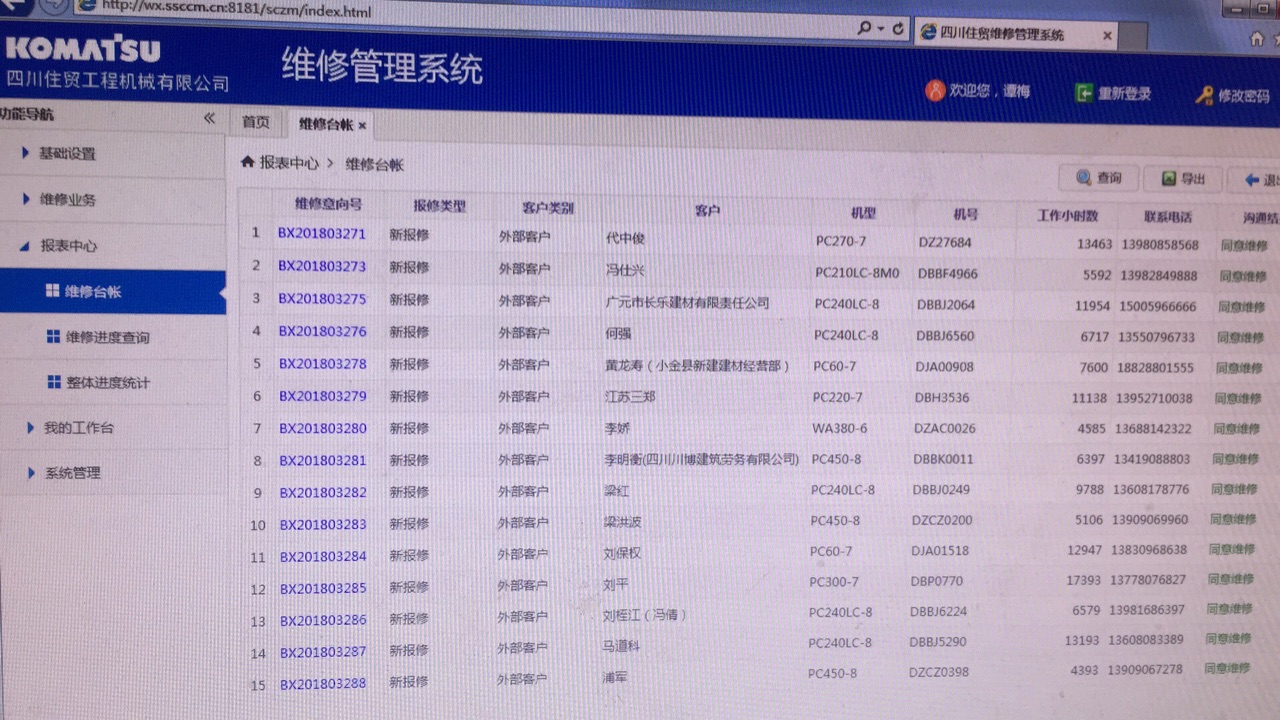 http://wx.ssccm.cn:8181/sczm/index.html
四川住贸维修管理系统
KOMATSU
四川住贸工程机械有限公司
维修管理系统
欢迎您，谭梅 重新登录 修改密码
功能导航
基础设置
维修业务
报表中心
维修台帐
维修进度查询
整体进度统计
我的工作台
系统管理
首页 维修台帐
报表中心 > 维修台帐
查询 导出
维修意向号 报修类型 客户类别 客户 机型 机号 工作小时数 联系电话
1 BX201803271 新报修 外部客户 代中俊 PC270-7 DZ27684 13463 13980858568 同意维修
2 BX201803273 新报修 外部客户 冯仕兴 PC210LC-8M0 DBBF4966 5592 13982849888 同意维修
3 BX201803275 新报修 外部客户 广元市长乐建材有限责任公司 PC240LC-8 DBBJ2064 11954 15005966666 同意维修
4 BX201803276 新报修 外部客户 何强 PC240LC-8 DBBJ6560 6717 13550796733 同意维修
5 BX201803278 新报修 外部客户 黄龙寿（小金县新建建材经营部） PC60-7 DJA00908 7600 18828801555 同意维修
6 BX201803279 新报修 外部客户 江苏三郑 PC220-7 DBH3536 11138 13952710038 同意维修
7 BX201803280 新报修 外部客户 李娇 WA380-6 DZAC0026 4585 13688142322 同意维修
8 BX201803281 新报修 外部客户 李明衡(四川川博建筑劳务有限公司) PC450-8 DBBK0011 6397 13419088803 同意维修
9 BX201803282 新报修 外部客户 梁红 PC240LC-8 DBBJ0249 9788 13608178776 同意维修
10 BX201803283 新报修 外部客户 梁洪波 PC450-8 DZCZ0200 5106 13909069960 同意维修
11 BX201803284 新报修 外部客户 刘保权 PC60-7 DJA01518 12947 13830968638 同意维修
12 BX201803285 新报修 外部客户 刘平 PC300-7 DBP0770 17393 13778076827 同意维修
13 BX201803286 新报修 外部客户 刘桎江（冯倩） PC240LC-8 DBBJ6224 6579 13981686397 同意维修
14 BX201803287 新报修 外部客户 马道科 PC240LC-8 DBBJ5290 13193 13608083389 同意维修
15 BX201803288 新报修 外部客户 浦军 PC450-8 DZCZ0398 4393 13909067278 同意维修